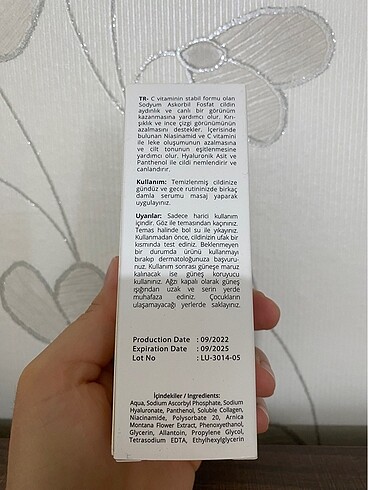 TR- C vitaminin stabil formu olan
Sodyum Askorbil Fosfat cildin
aydınlık ve canlı bir görünüm
kazanmasına yardımcı olur. Kırı-
şıklık ve ince çizgi görünümünün
azalmasını destekler. İçerisinde
bulunan Niasinamid ve C vitamini
ile leke oluşumunun azalmasına
ve cilt tonunun eşitlenmesine
yardımcı olur. Hyaluronik Asit ve
Panthenol ile cildi nemlendirir ve
canlandırır.
Kullanım: Temizlenmiş cildinize
gündüz ve gece rutininizde birkaç
damla serumu masaj yaparak
uygulayınız.
Uyarılar: Sadece harici kullanım
içindir. Göz ile temasından kaçınınız.
Temas halinde bol su ile yıkayınız.
Kullanmadan önce, cildinizin ufak bir
kısmında test ediniz. Beklenmeyen
bir durumda ürünü kullanmayı
bırakıp dermatoloğunuza başvuru-
nuz. Kullanım sonrası güneşe maruz
kalınacak ise güneş koruyucu
kullanınız. Ağzı kapalı olarak güneş
ışığından uzak ve serin yerde
muhafaza ediniz. Çocukların
ulaşamayacağı yerlerde saklayınız.
Production Date : 09/2022
Expiration Date : 09/2025
Lot No : LU-3014-05
İçindekiler / Ingredients:
Aqua, Sodium Ascorbyl Phosphate, Sodium
Hyaluronate, Panthenol, Soluble Collagen,
Niacinamide, Polysorbate 20, Arnica
Montana Flower Extract, Phenoxyethanol,
Glycerin, Allantoin, Propylene Glycol,
Tetrasodium EDTA, Ethylhexylglycerin